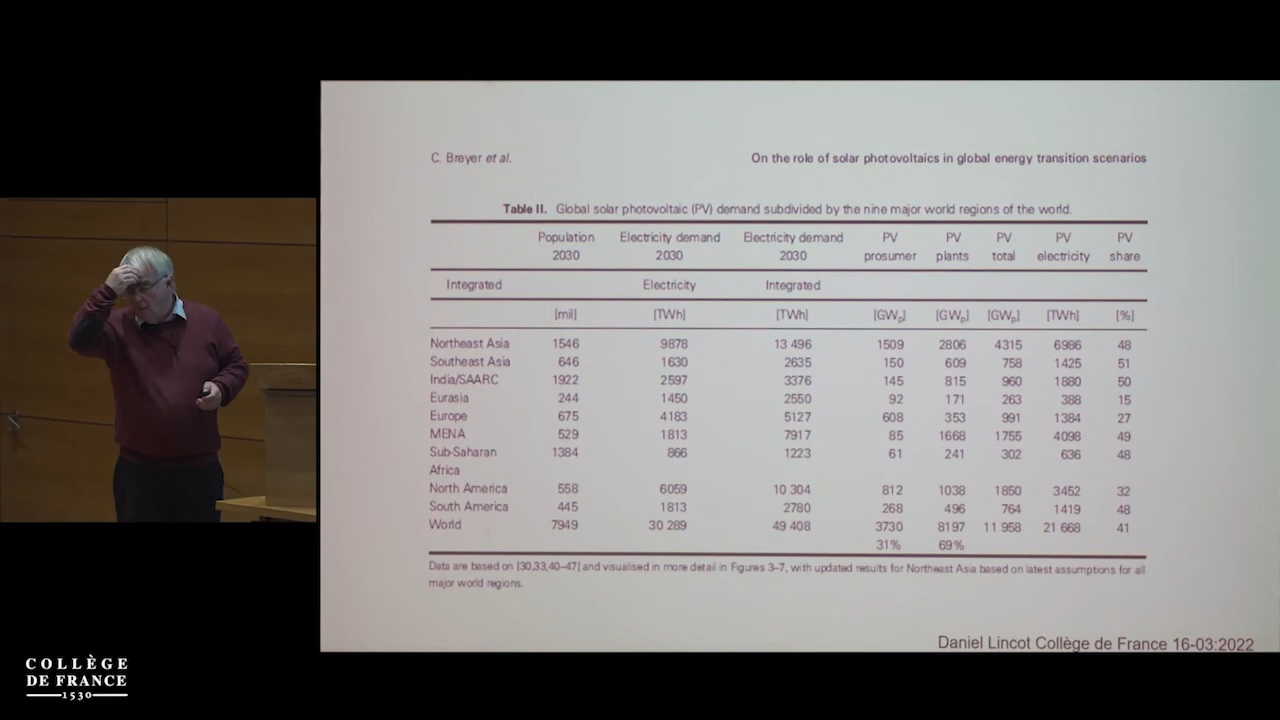 C. Breyer et al.
On the role of solar photovoltaics in global energy transition scenarios
Table II. Global solar photovoltaic (PV) demand subdivided by the nine major world regions of the world.
Population Electricity demand Electricity demand PV PV PV PV PV
2030 2030 2030 prosumer plants total electricity share
Integrated Electricity Integrated
[mil] [TWh] [TWh] [GWp] [GWp] [GWp] [TWh] [%]
Northeast Asia 1546 9878 13 496 1509 2806 4315 6986 48
Southeast Asia 646 1630 2635 150 609 758 1425 51
India/SAARC 1922 2597 3376 145 815 960 1880 50
Eurasia 244 1450 2550 92 171 263 388 15
Europe 675 4183 5127 608 353 991 1384 27
MENA 529 1813 7917 85 1668 1755 4098 49
Sub-Saharan 1384 866 1223 61 241 302 636 48
Africa
North America 558 6059 10 304 812 1038 1850 3452 32
South America 445 1813 2780 268 496 764 1419 48
World 7949 30 289 49 408 3730 8197 11 958 21 668 41
31% 69%
Data are based on [30,33,40–47] and visualised in more detail in Figures 3–7, with updated results for Northeast Asia based on latest assumptions for all
major world regions.
Daniel Lincot Collège de France 16-03:2022
COLLÈGE
DE FRANCE
1530